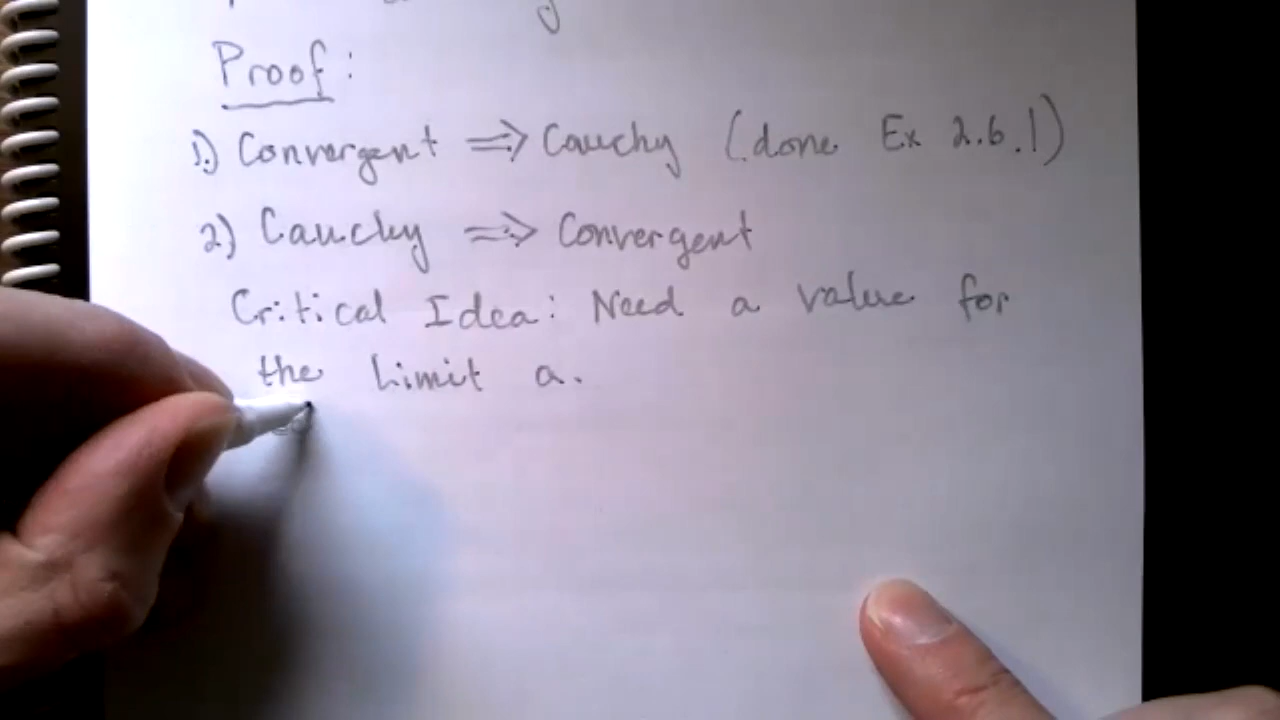 Proof:
1.) Convergent ⇒ Cauchy (done Ex 2.6.1)
2) Cauchy ⇒ Convergent
Critical Idea: Need a value for
the limit a.